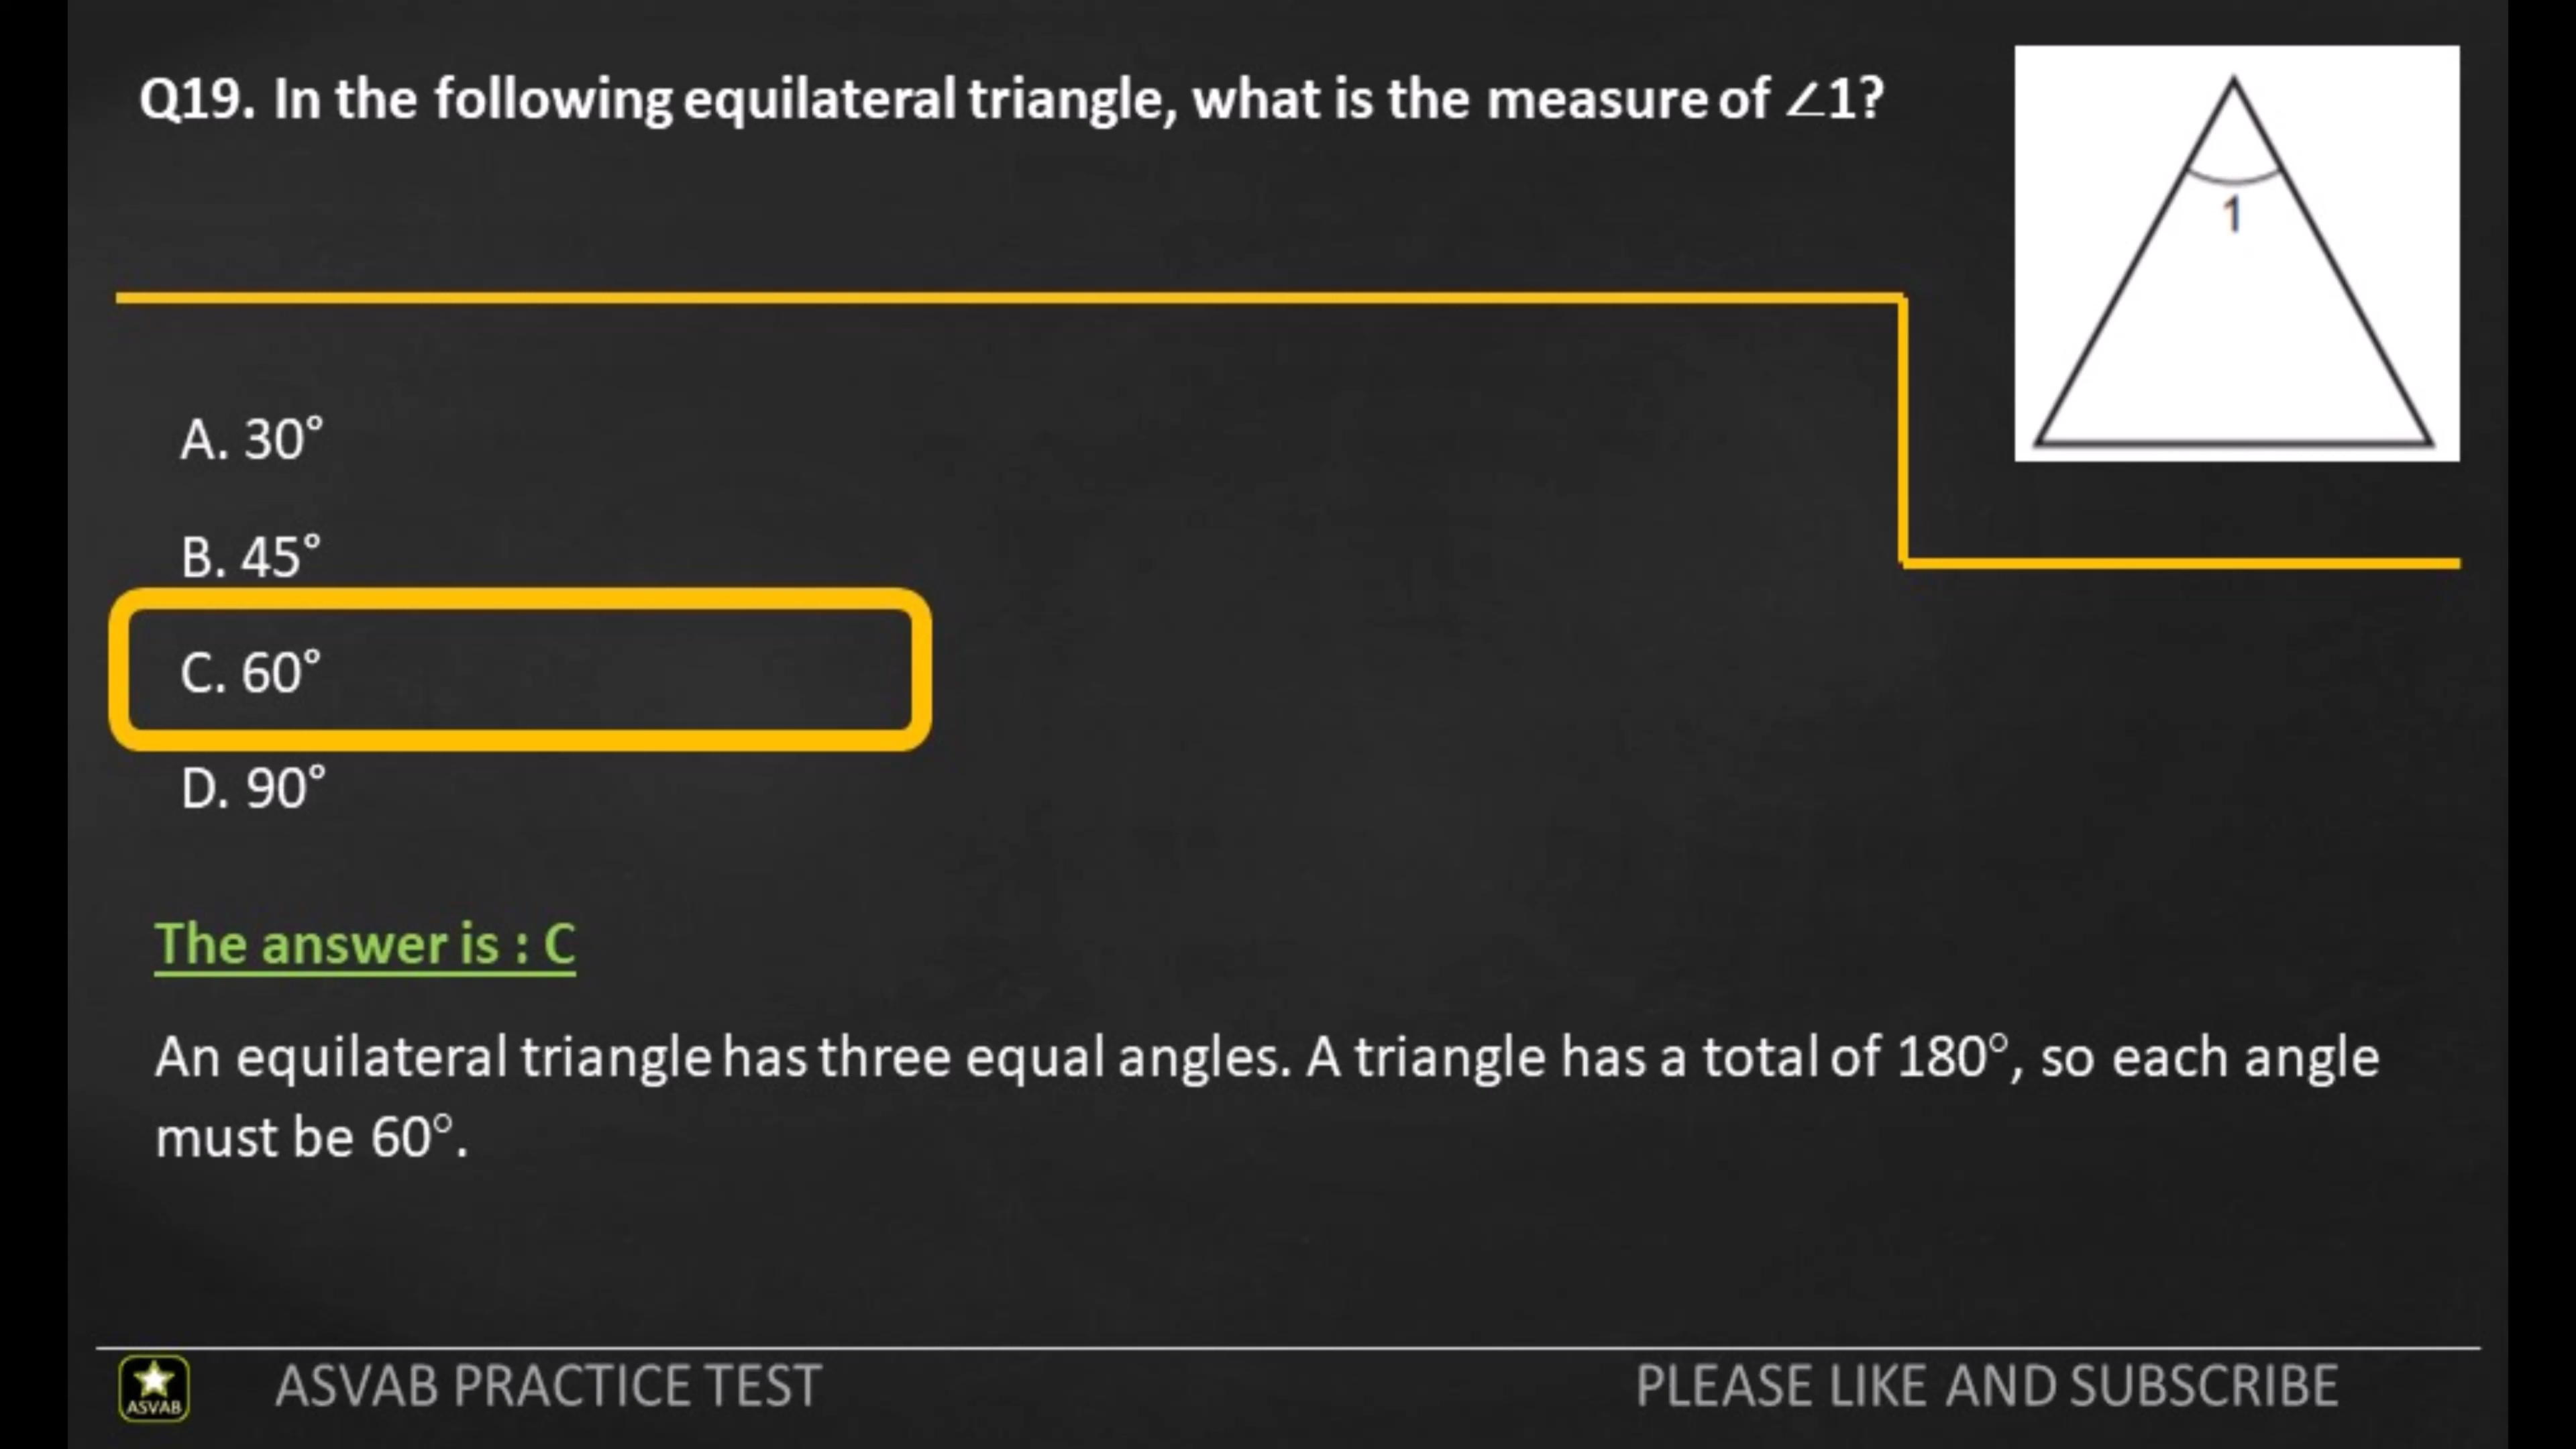 Q19. In the following equilateral triangle, what is the measure of ∠1?
1
A. 30°
B. 45°
C. 60°
D. 90°
The answer is : C
An equilateral triangle has three equal angles. A triangle has a total of 180°, so each angle
must be 60°.
ASVAB
ASVAB PRACTICE TEST
PLEASE LIKE AND SUBSCRIBE